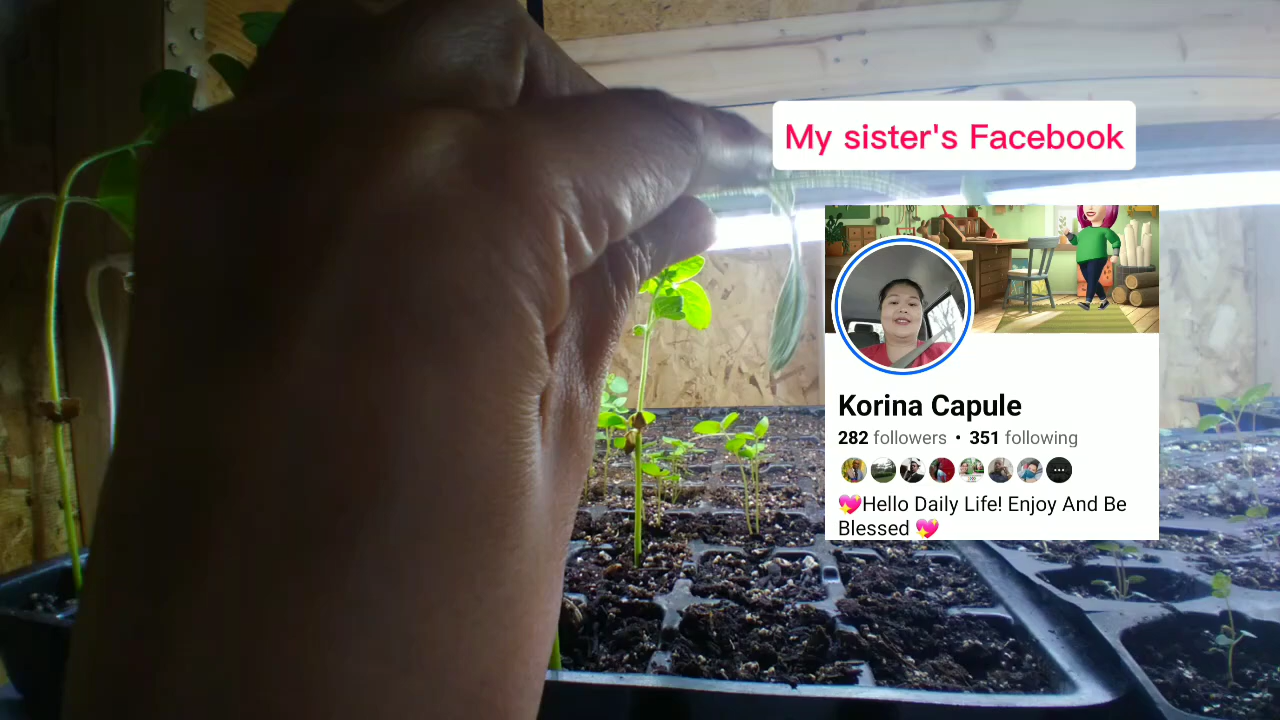 My sister's Facebook
Korina Capule
282 followers • 351 following
💖Hello Daily Life! Enjoy And Be
Blessed 💖